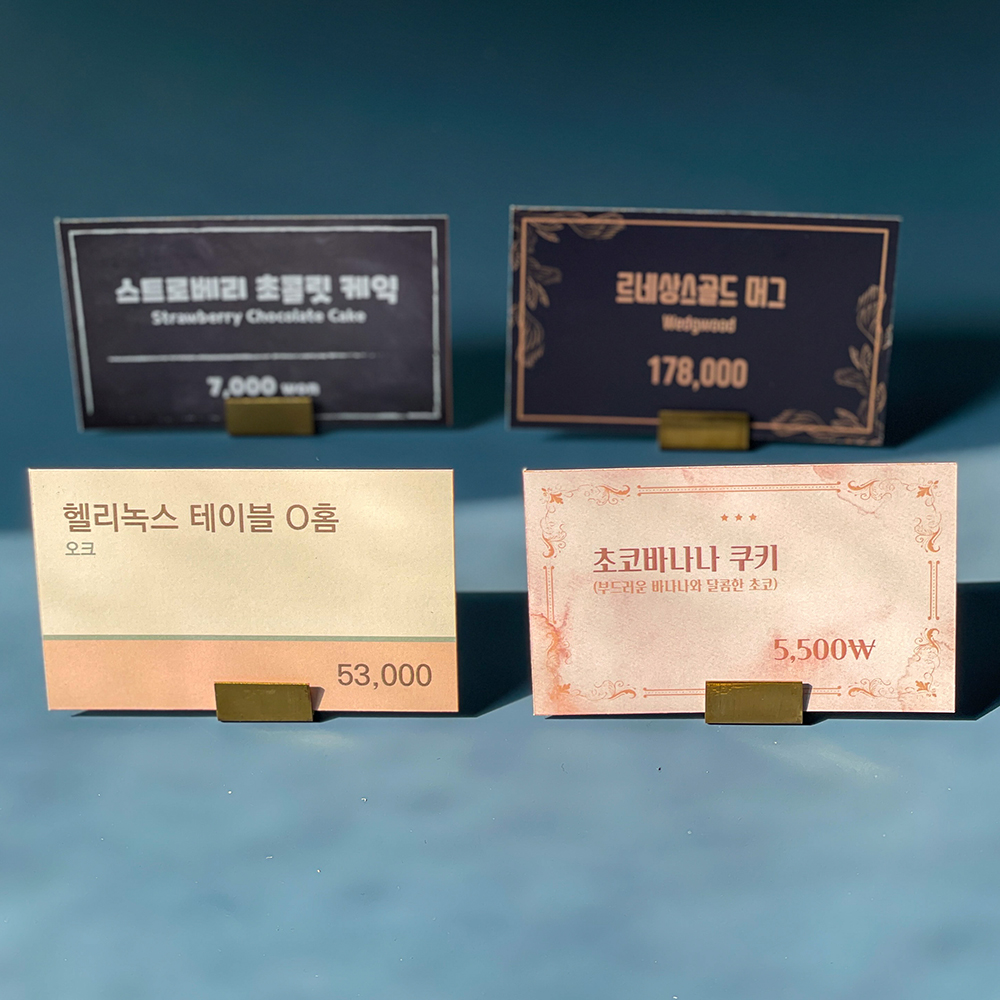 스트로베리 초콜릿 케익
Strawberry Chocolate Cake
7,000 won
르네상스골드 머그
Wedgwood
178,000
헬리녹스 테이블 O홈
오크
53,000
초코바나나 쿠키
(부드러운 바나나와 달콤한 초코)
5,500₩